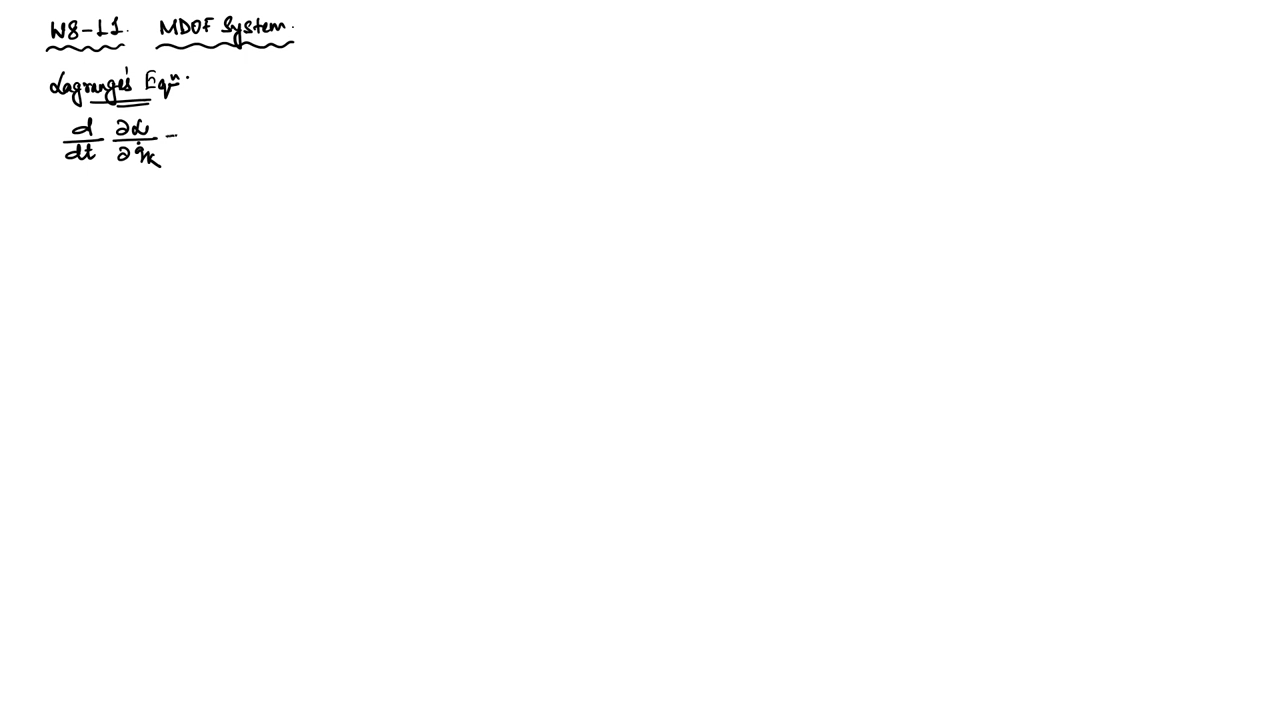 W8-L1. MDOF System.
Lagrange's Eqⁿ.
d/dt ∂ℒ/∂q̇ₖ -